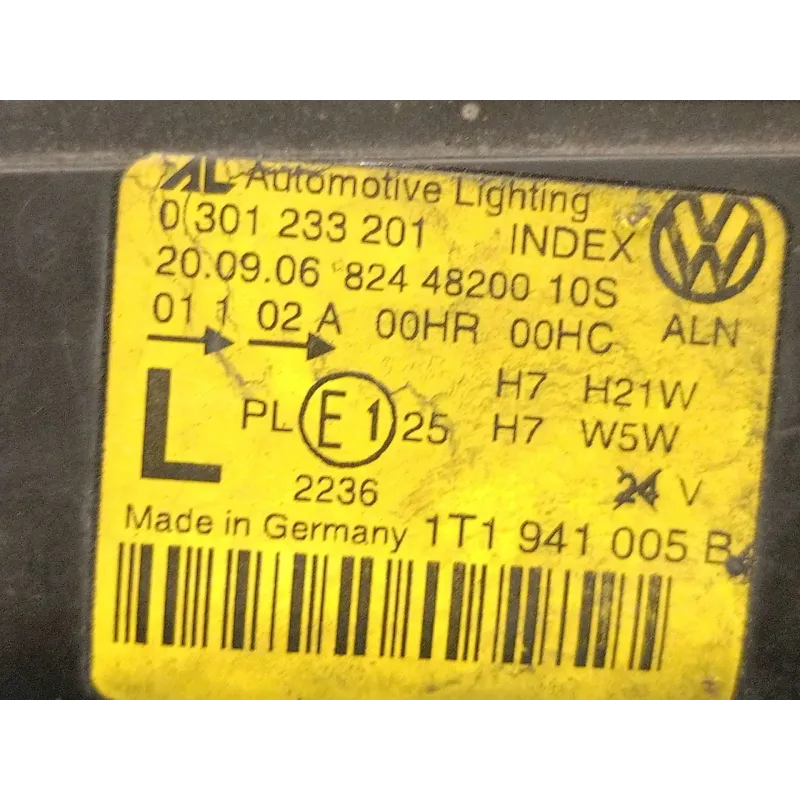 AL Automotive Lighting
0(301 233 201 INDEX
20.09.06 824 48200 10S
01 1 02 A 00HR 00HC ALN
H7 H21W
L PL E1 25 H7 W5W
2236 24 V
Made in Germany 1T1 941 005 B